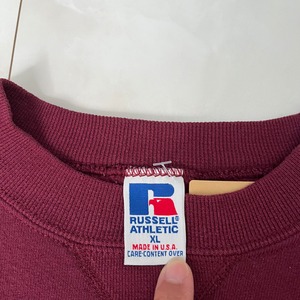 RUSSELL
ATHLETIC
XL
MADE IN U.S.A.
CARE·CONTENT OVER